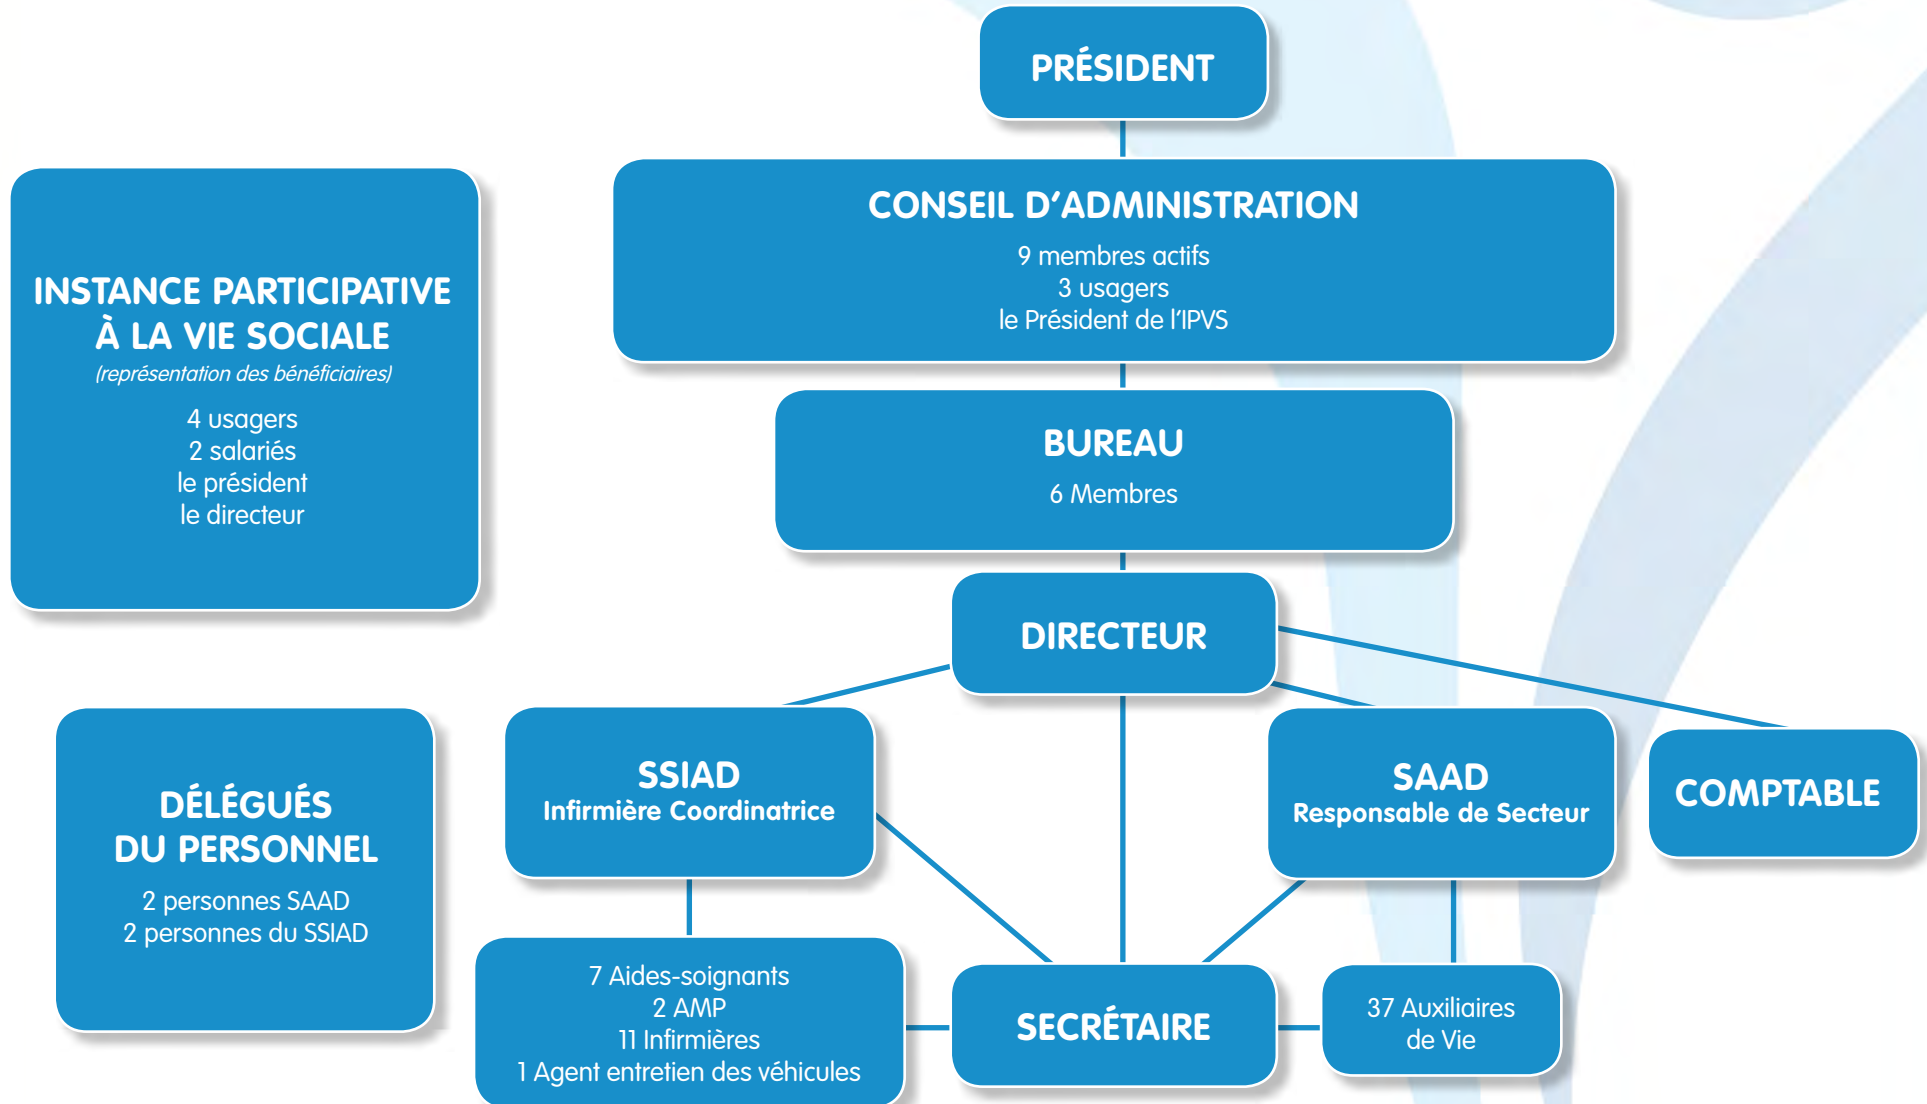 PRÉSIDENT
CONSEIL D’ADMINISTRATION
9 membres actifs
3 usagers
le Président de l’IPVS
INSTANCE PARTICIPATIVE
À LA VIE SOCIALE
(représentation des bénéficiaires)
4 usagers
2 salariés
le président
le directeur
BUREAU
6 Membres
DIRECTEUR
DÉLÉGUÉS
DU PERSONNEL
2 personnes SAAD
2 personnes du SSIAD
SSIAD
Infirmière Coordinatrice
SAAD
Responsable de Secteur
COMPTABLE
7 Aides-soignants
2 AMP
11 Infirmières
1 Agent entretien des véhicules
SECRÉTAIRE
37 Auxiliaires
de Vie